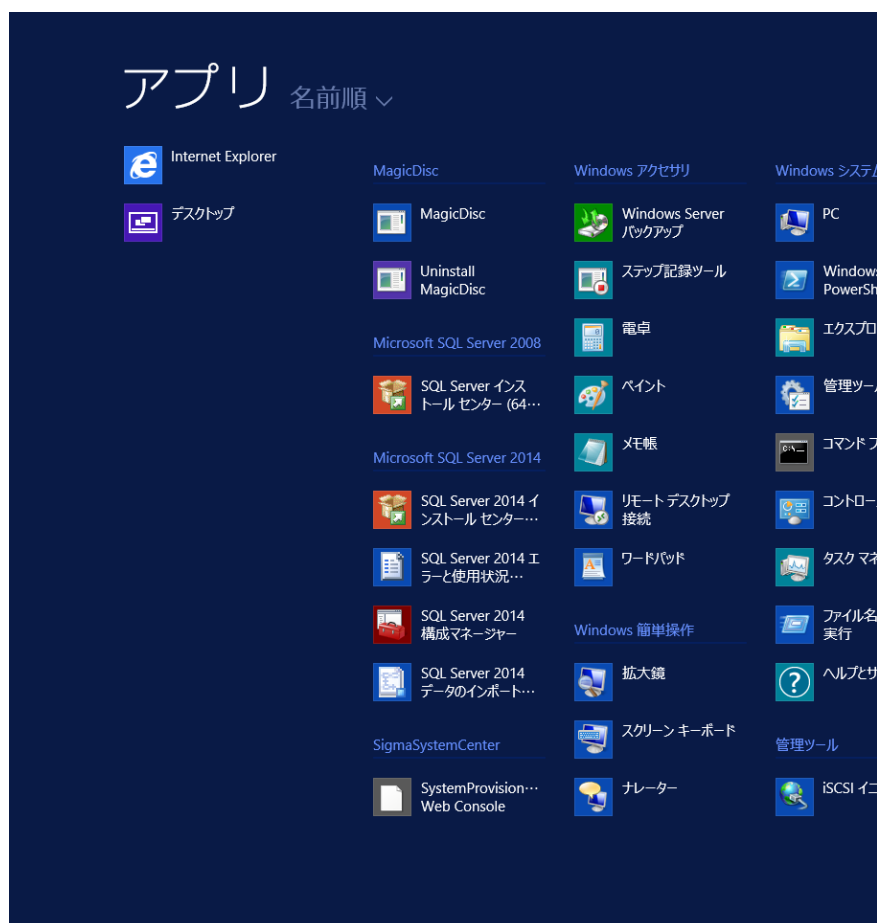 アプリ 名前順
Internet Explorer
デスクトップ
MagicDisc
MagicDisc
Uninstall
MagicDisc
Microsoft SQL Server 2008
SQL Server インス
トール センター (64…
Microsoft SQL Server 2014
SQL Server 2014 イ
ンストール センター…
SQL Server 2014 エ
ラーと使用状況…
SQL Server 2014
構成マネージャー
SQL Server 2014
データのインポート…
SigmaSystemCenter
SystemProvision…
Web Console
Windows アクセサリ
Windows Server
バックアップ
ステップ記録ツール
電卓
ペイント
メモ帳
リモート デスクトップ
接続
ワードパッド
Windows 簡単操作
拡大鏡
スクリーン キーボード
ナレーター
Windows システム
PC
Windows
PowerSh
エクスプロ
管理ツール
コマンド プ
コントロー
タスク マネ
ファイル名
実行
ヘルプとサ
管理ツール
iSCSI イニ